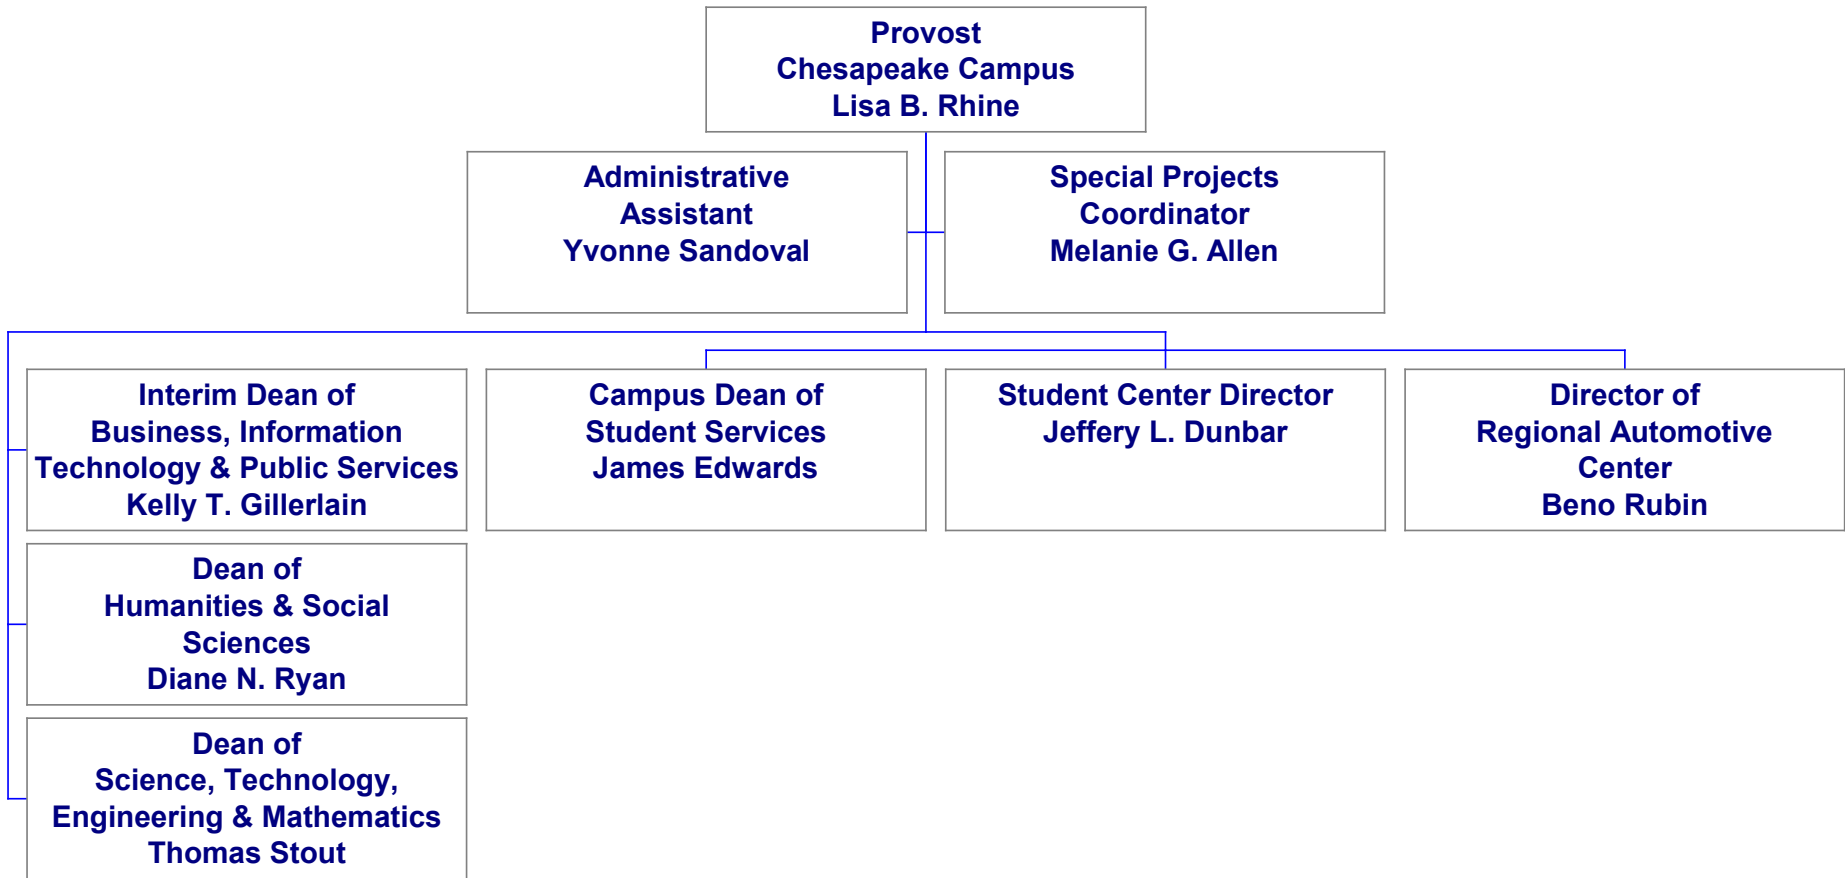 Provost
Chesapeake Campus
Lisa B. Rhine
Administrative
Assistant
Yvonne Sandoval
Special Projects
Coordinator
Melanie G. Allen
Interim Dean of
Business, Information
Technology & Public Services
Kelly T. Gillerlain
Campus Dean of
Student Services
James Edwards
Student Center Director
Jeffery L. Dunbar
Director of
Regional Automotive
Center
Beno Rubin
Dean of
Humanities & Social
Sciences
Diane N. Ryan
Dean of
Science, Technology,
Engineering & Mathematics
Thomas Stout